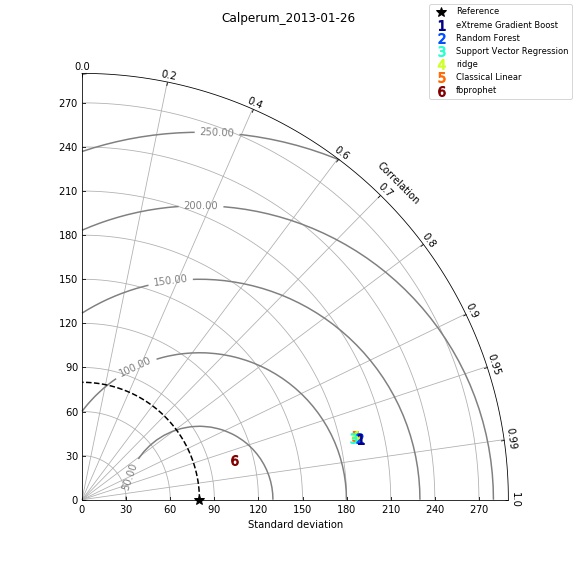 Calperum_2013-01-26
Reference
1 eXtreme Gradient Boost
2 Random Forest
3 Support Vector Regression
4 ridge
5 Classical Linear
6 fbprophet
0.0
0.2
0.4
0.6
0.7
0.8
0.9
0.95
0.99
1.0
Correlation
270
240
210
180
150
120
90
60
30
0
250.00
200.00
150.00
100.00
50.00
6
2
0 30 60 90 120 150 180 210 240 270
Standard deviation